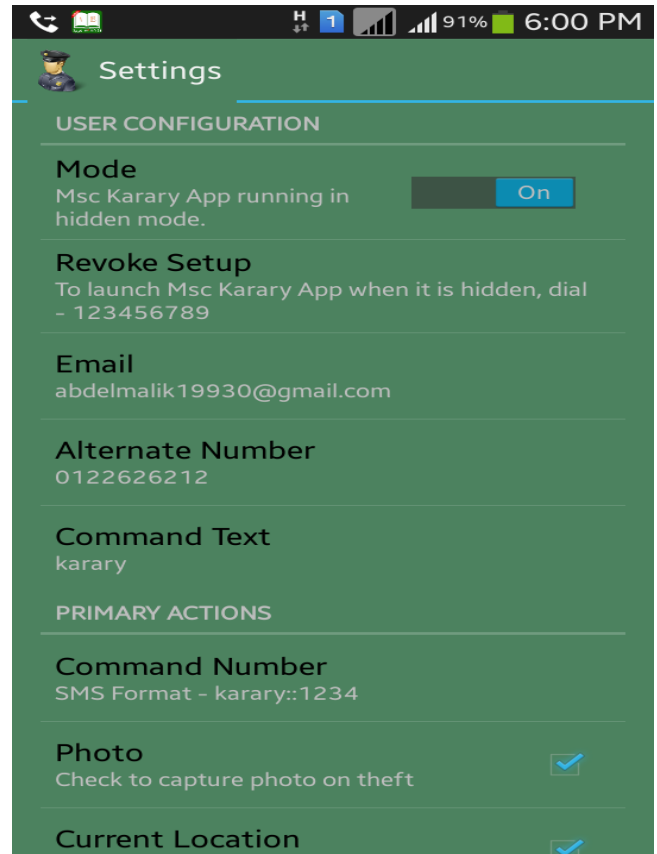 H 1 91% 6:00 PM
Settings
USER CONFIGURATION
Mode
Msc Karary App running in
hidden mode.
On
Revoke Setup
To launch Msc Karary App when it is hidden, dial
- 123456789
Email
abdelmalik19930@gmail.com
Alternate Number
0122626212
Command Text
karary
PRIMARY ACTIONS
Command Number
SMS Format - karary::1234
Photo
Check to capture photo on theft
Current Location